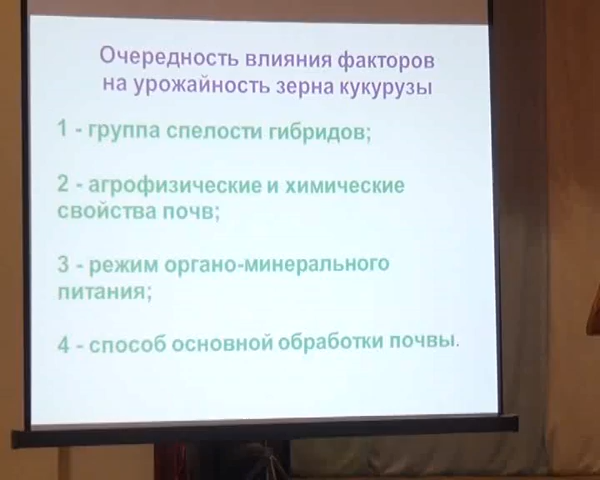 Очередность влияния факторов
на урожайность зерна кукурузы
1 - группа спелости гибридов;
2 - агрофизические и химические
свойства почв;
3 - режим органо-минерального
питания;
4 - способ основной обработки почвы.